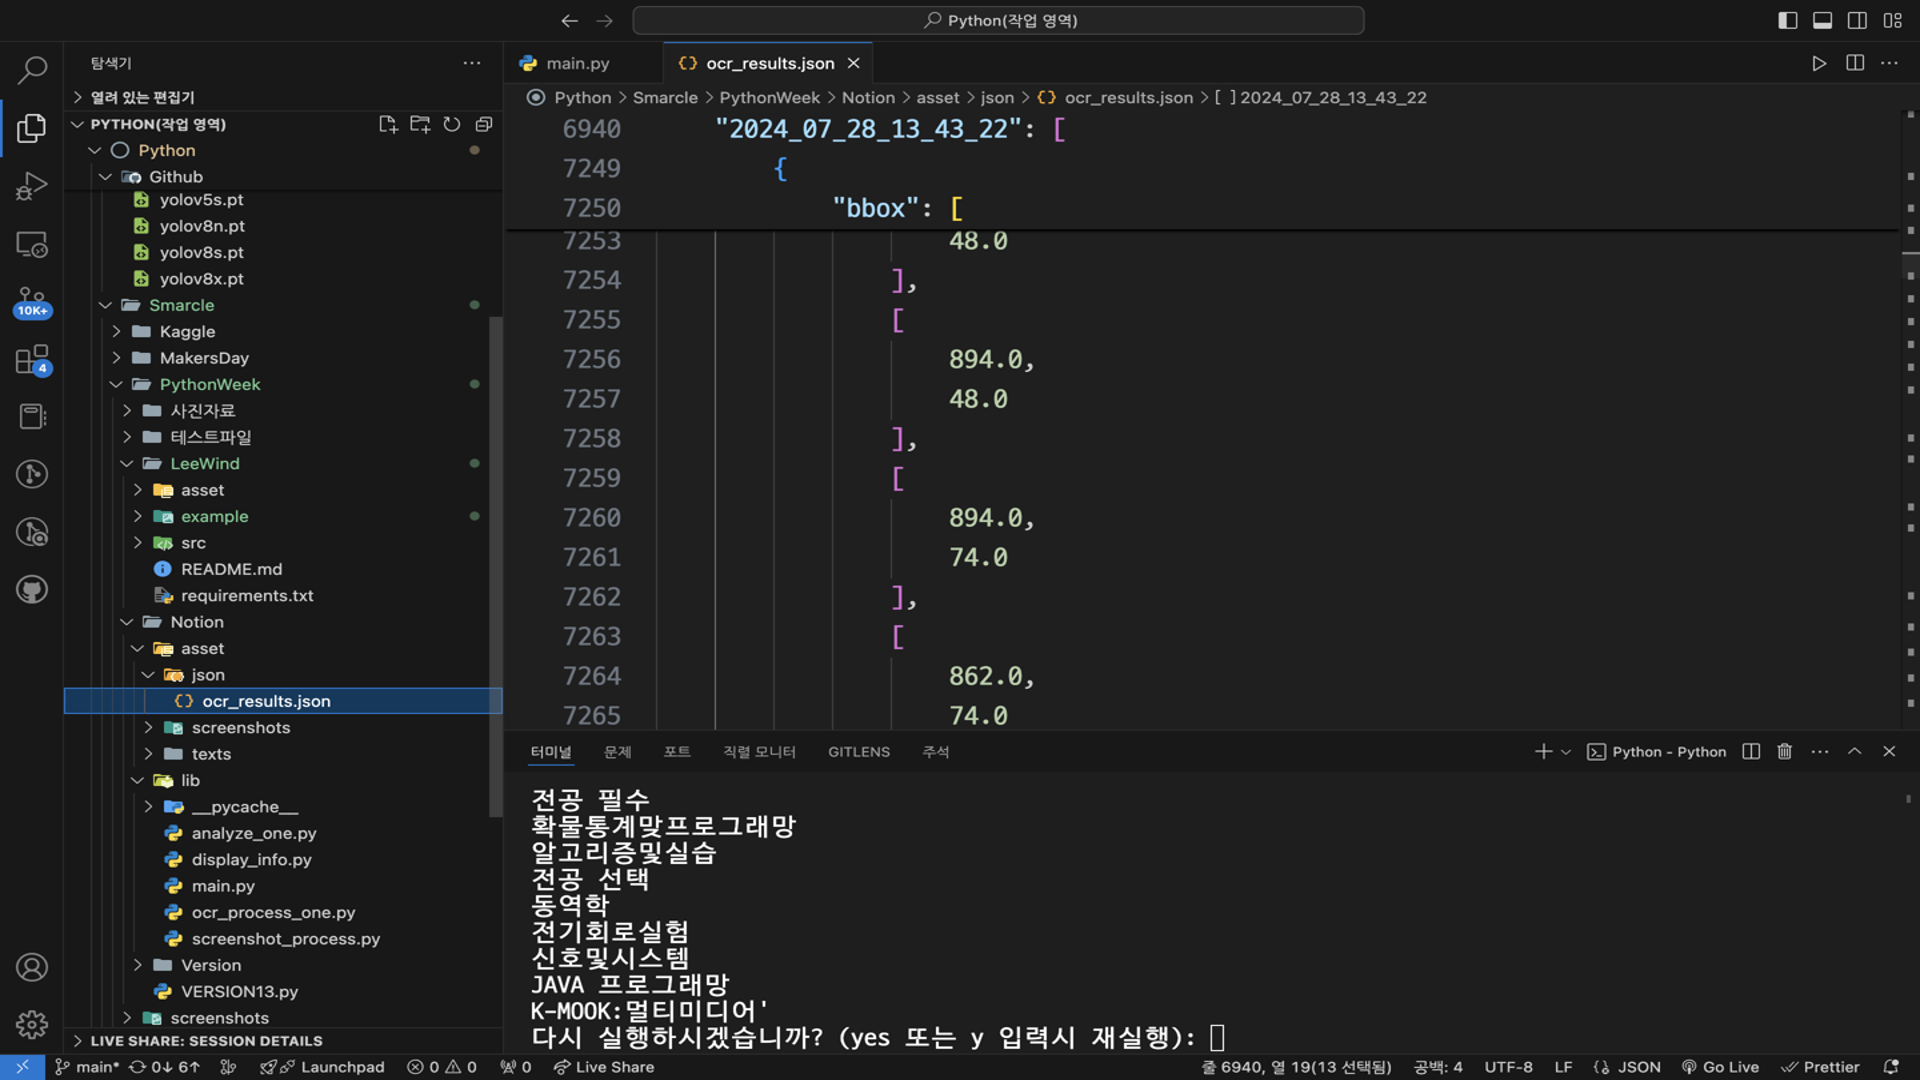 Python(작업 영역)
탐색기
열려 있는 편집기
PYTHON(작업 영역)
Python
Github
yolov5s.pt
yolov8n.pt
yolov8s.pt
yolov8x.pt
Smarcle
Kaggle
MakersDay
PythonWeek
사진자료
테스트파일
LeeWind
asset
example
src
README.md
requirements.txt
Notion
asset
json
ocr_results.json
screenshots
texts
lib
__pycache__
analyze_one.py
display_info.py
main.py
ocr_process_one.py
screenshot_process.py
Version
VERSION13.py
screenshots
LIVE SHARE: SESSION DETAILS
10K+
4
main.py
ocr_results.json
Python > Smarcle > PythonWeek > Notion > asset > json > {} ocr_results.json > [ ] 2024_07_28_13_43_22
6940 "2024_07_28_13_43_22": [
7249 {
7250 "bbox": [
7253 48.0
7254 ],
7255 [
7256 894.0,
7257 48.0
7258 ],
7259 [
7260 894.0,
7261 74.0
7262 ],
7263 [
7264 862.0,
7265 74.0
터미널 문제 포트 직렬 모니터 GITLENS 주석
Python - Python
전공 필수
확물통계맞프로그래망
알고리증및실습
전공 선택
동역학
전기회로실험
신호및시스템
JAVA 프로그래망
K-MOOK:멀티미디어'
다시 실행하시겠습니까? (yes 또는 y 입력시 재실행):
main* 0↓ 6↑ Launchpad 0 0 0 Live Share
줄 6940, 열 19(13 선택됨) 공백: 4 UTF-8 LF {} JSON Go Live Prettier